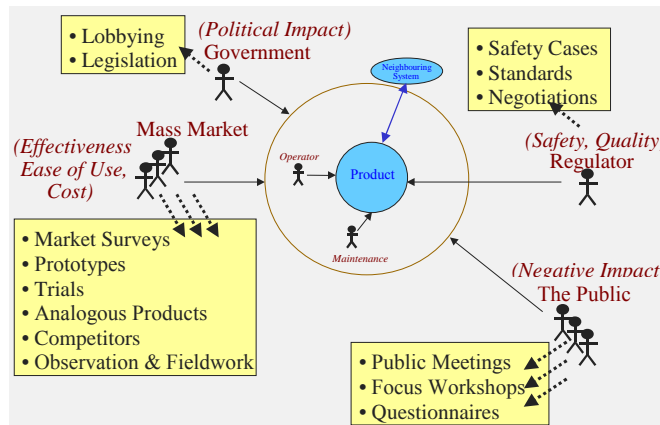 • Lobbying
• Legislation
(Political Impact)
Government
Neighbouring
System
• Safety Cases
• Standards
• Negotiations
(Effectiveness
Ease of Use,
Cost)
Mass Market
Operator
Product
Maintenance
(Safety, Quality
Regulator
• Market Surveys
• Prototypes
• Trials
• Analogous Products
• Competitors
• Observation & Fieldwork
(Negative Impact
The Public
• Public Meetings
• Focus Workshops
• Questionnaires